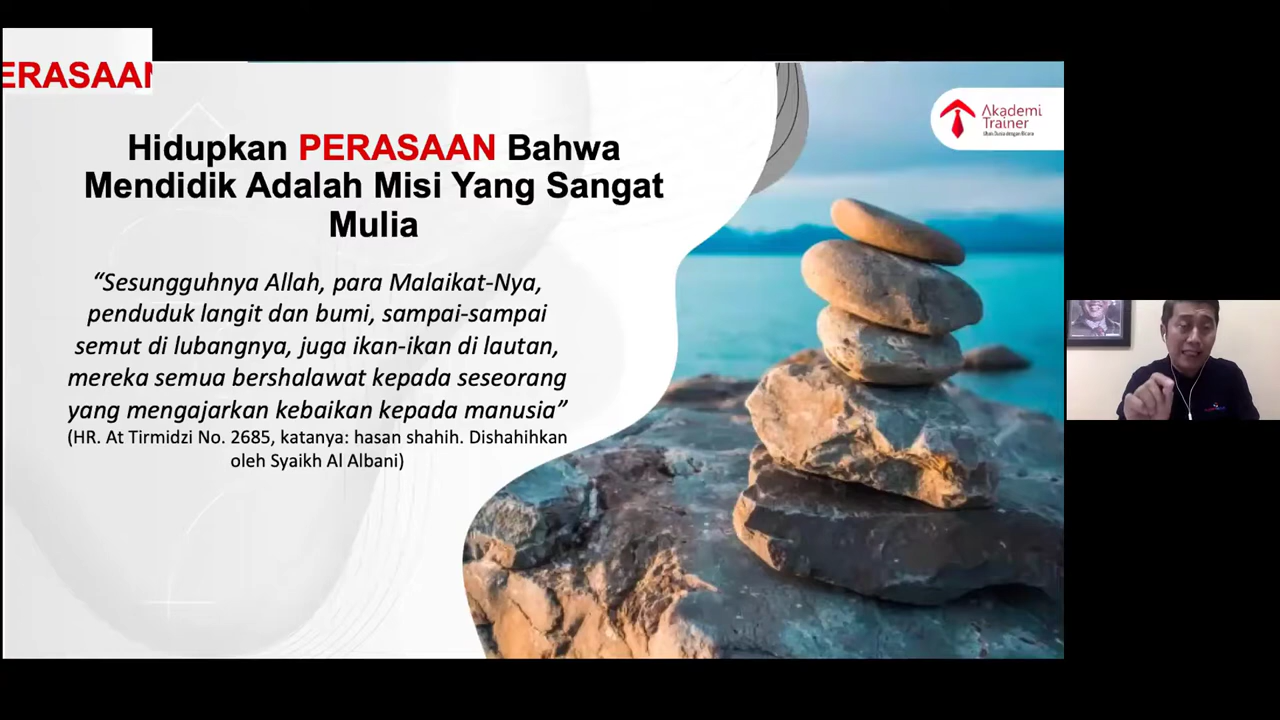 ERASAAN
Hidupkan PERASAAN Bahwa
Mendidik Adalah Misi Yang Sangat
Mulia
“Sesungguhnya Allah, para Malaikat-Nya,
penduduk langit dan bumi, sampai-sampai
semut di lubangnya, juga ikan-ikan di lautan,
mereka semua bershalawat kepada seseorang
yang mengajarkan kebaikan kepada manusia”
(HR. At Tirmidzi No. 2685, katanya: hasan shahih. Dishahihkan
oleh Syaikh Al Albani)
Akademi
Trainer